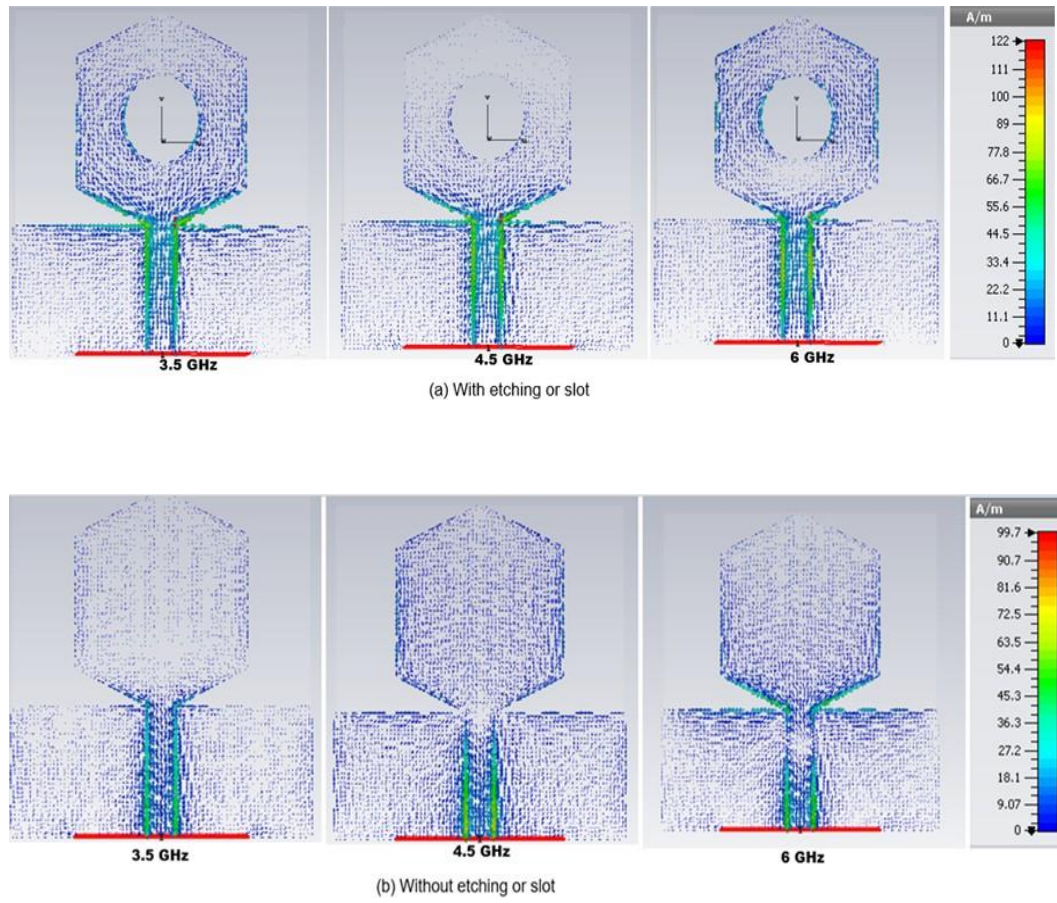 A/m
122
111
100
89
77.8
66.7
55.6
44.5
33.4
22.2
11.1
0
3.5 GHz
4.5 GHz
6 GHz
(a) With etching or slot
A/m
99.7
90.7
81.6
72.5
63.5
54.4
45.3
36.3
27.2
18.1
9.07
0
3.5 GHz
4.5 GHz
6 GHz
(b) Without etching or slot